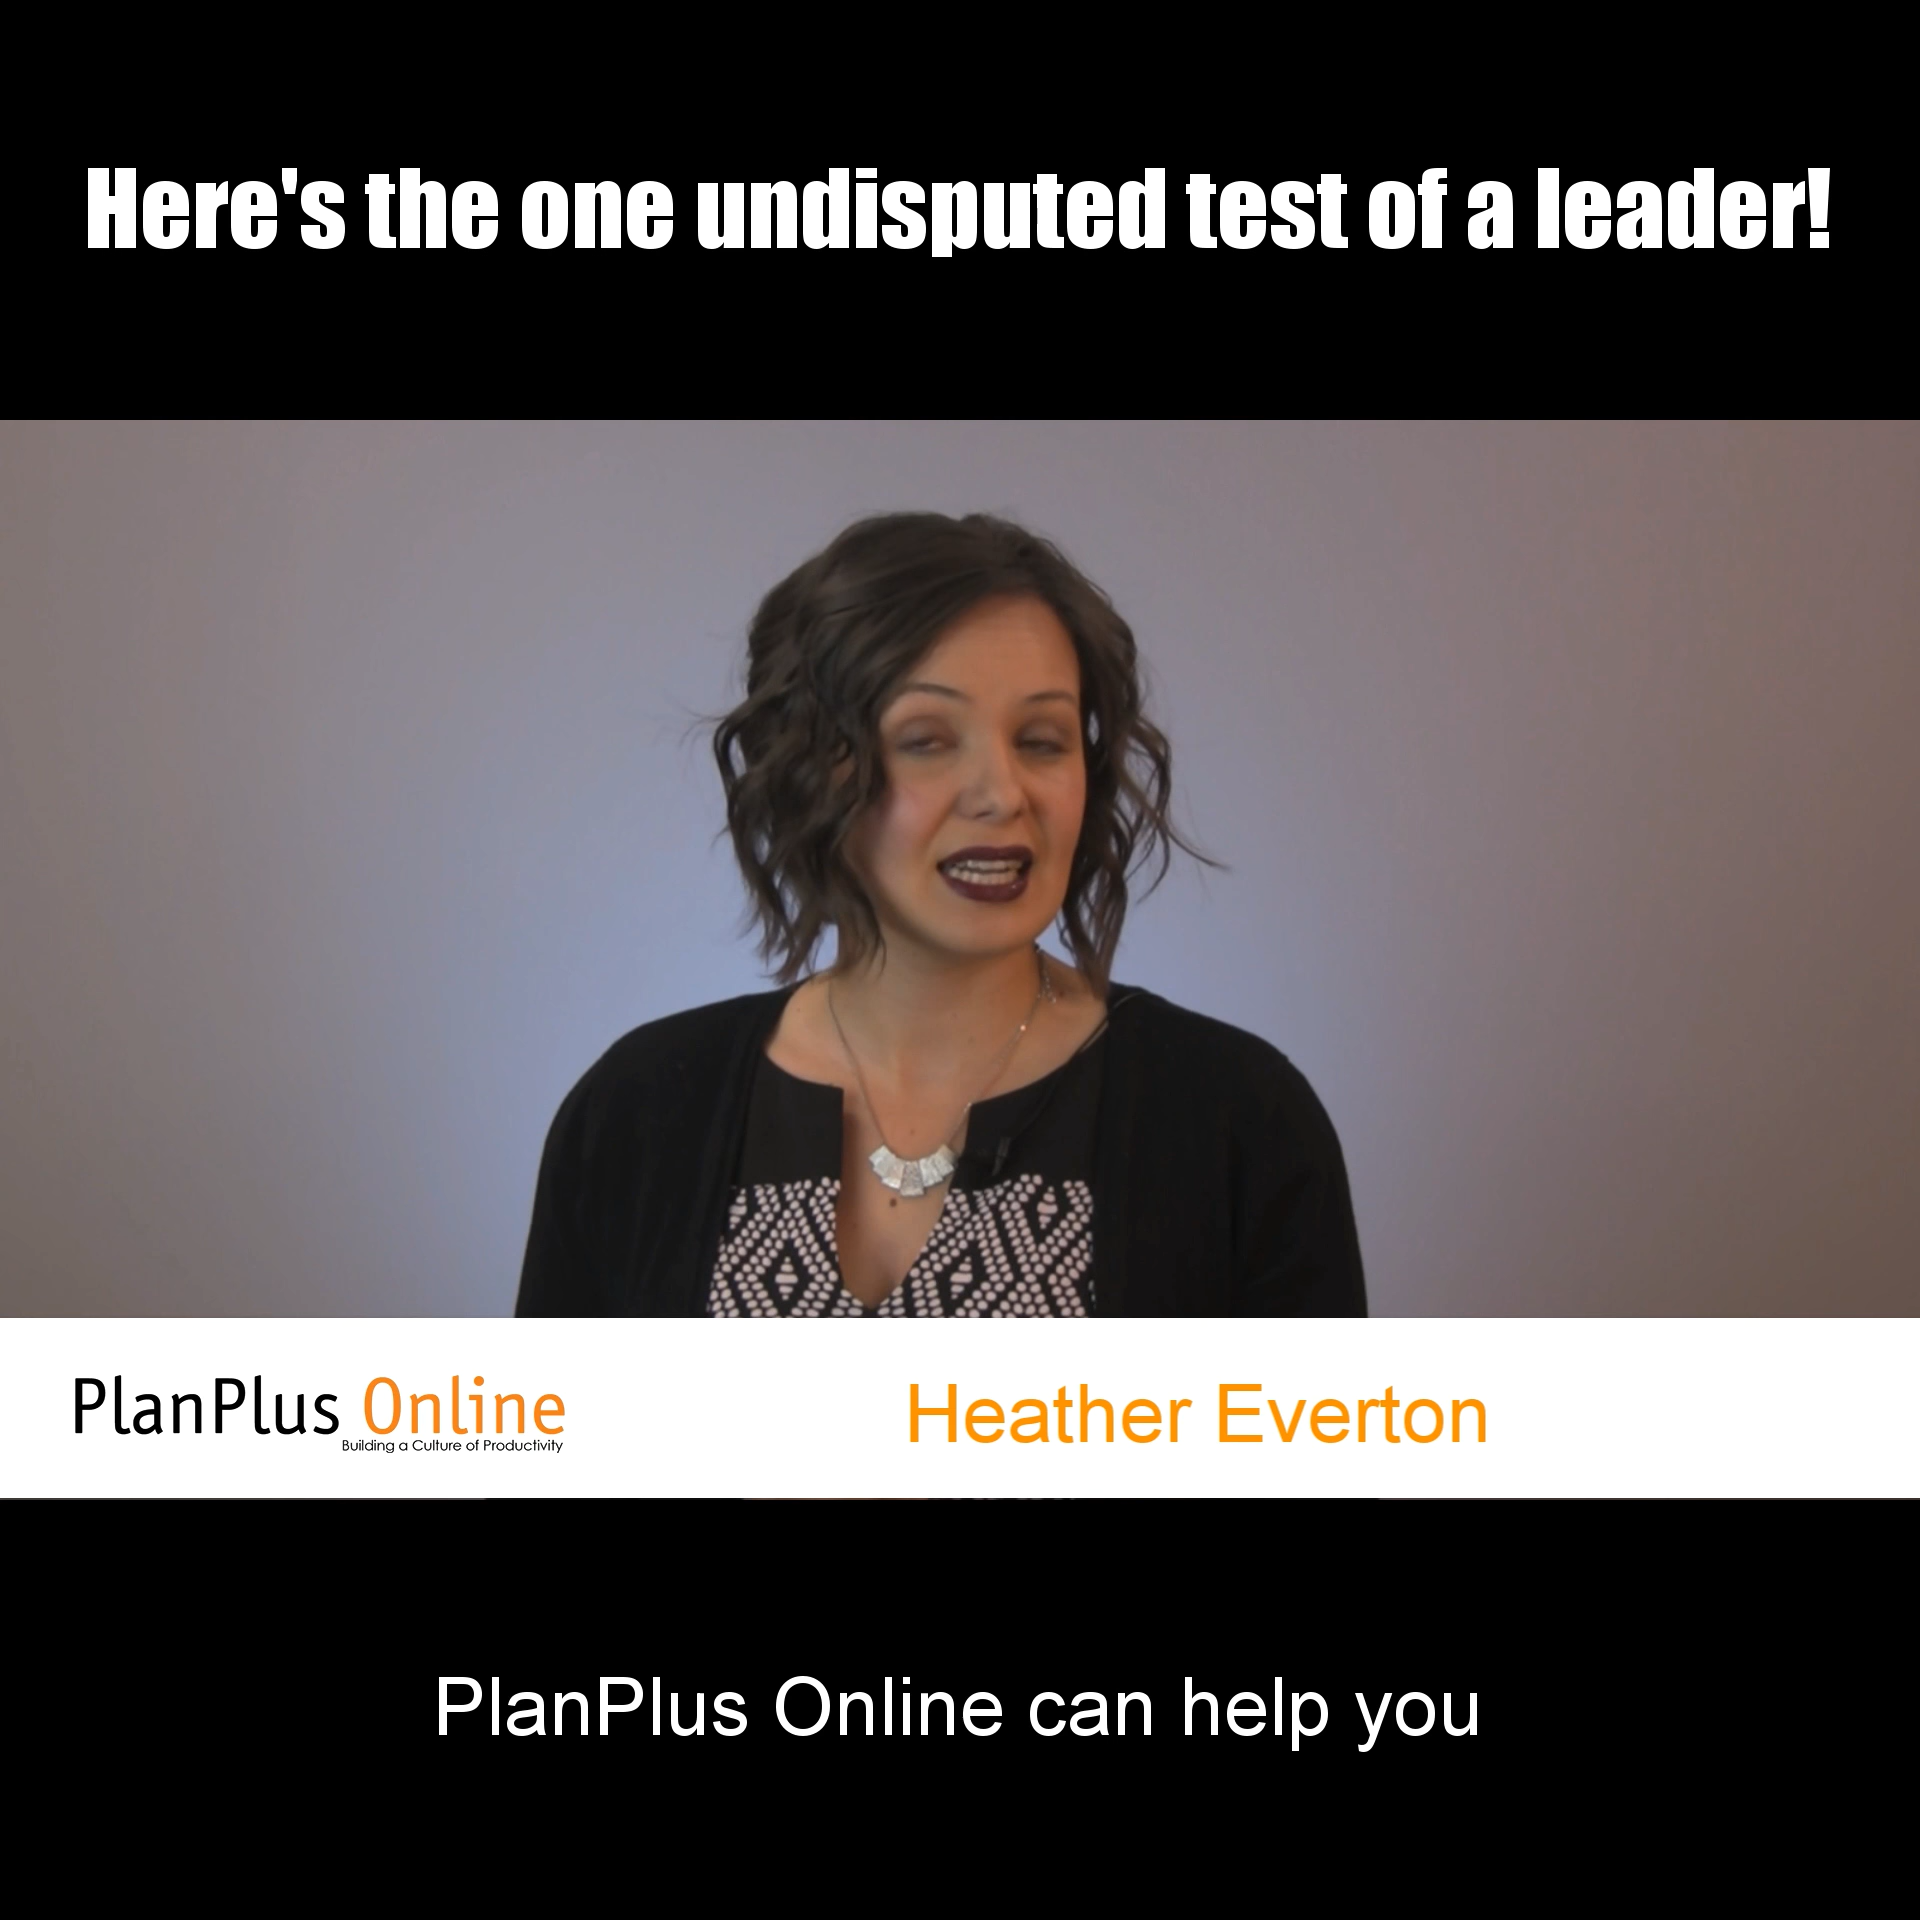 Here's the one undisputed test of a leader!
PlanPlus Online
Building a Culture of Productivity
Heather Everton
PlanPlus Online can help you